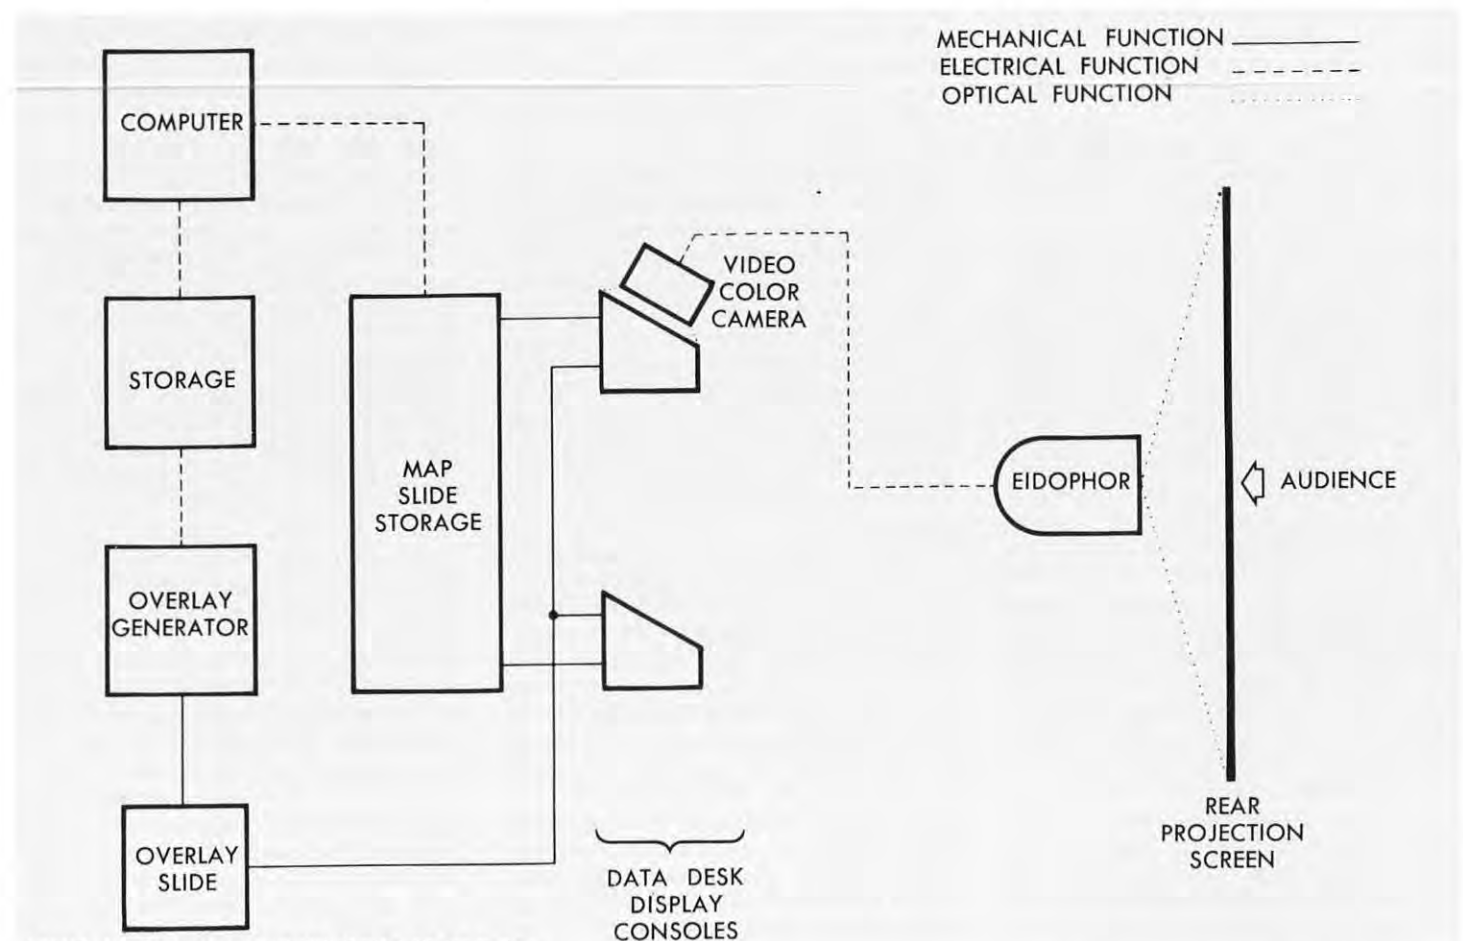 MECHANICAL FUNCTION
ELECTRICAL FUNCTION
OPTICAL FUNCTION
COMPUTER
VIDEO
COLOR
CAMERA
STORAGE
MAP
SLIDE
STORAGE
EIDOPHOR
AUDIENCE
OVERLAY
GENERATOR
REAR
PROJECTION
SCREEN
OVERLAY
SLIDE
DATA DESK
DISPLAY
CONSOLES